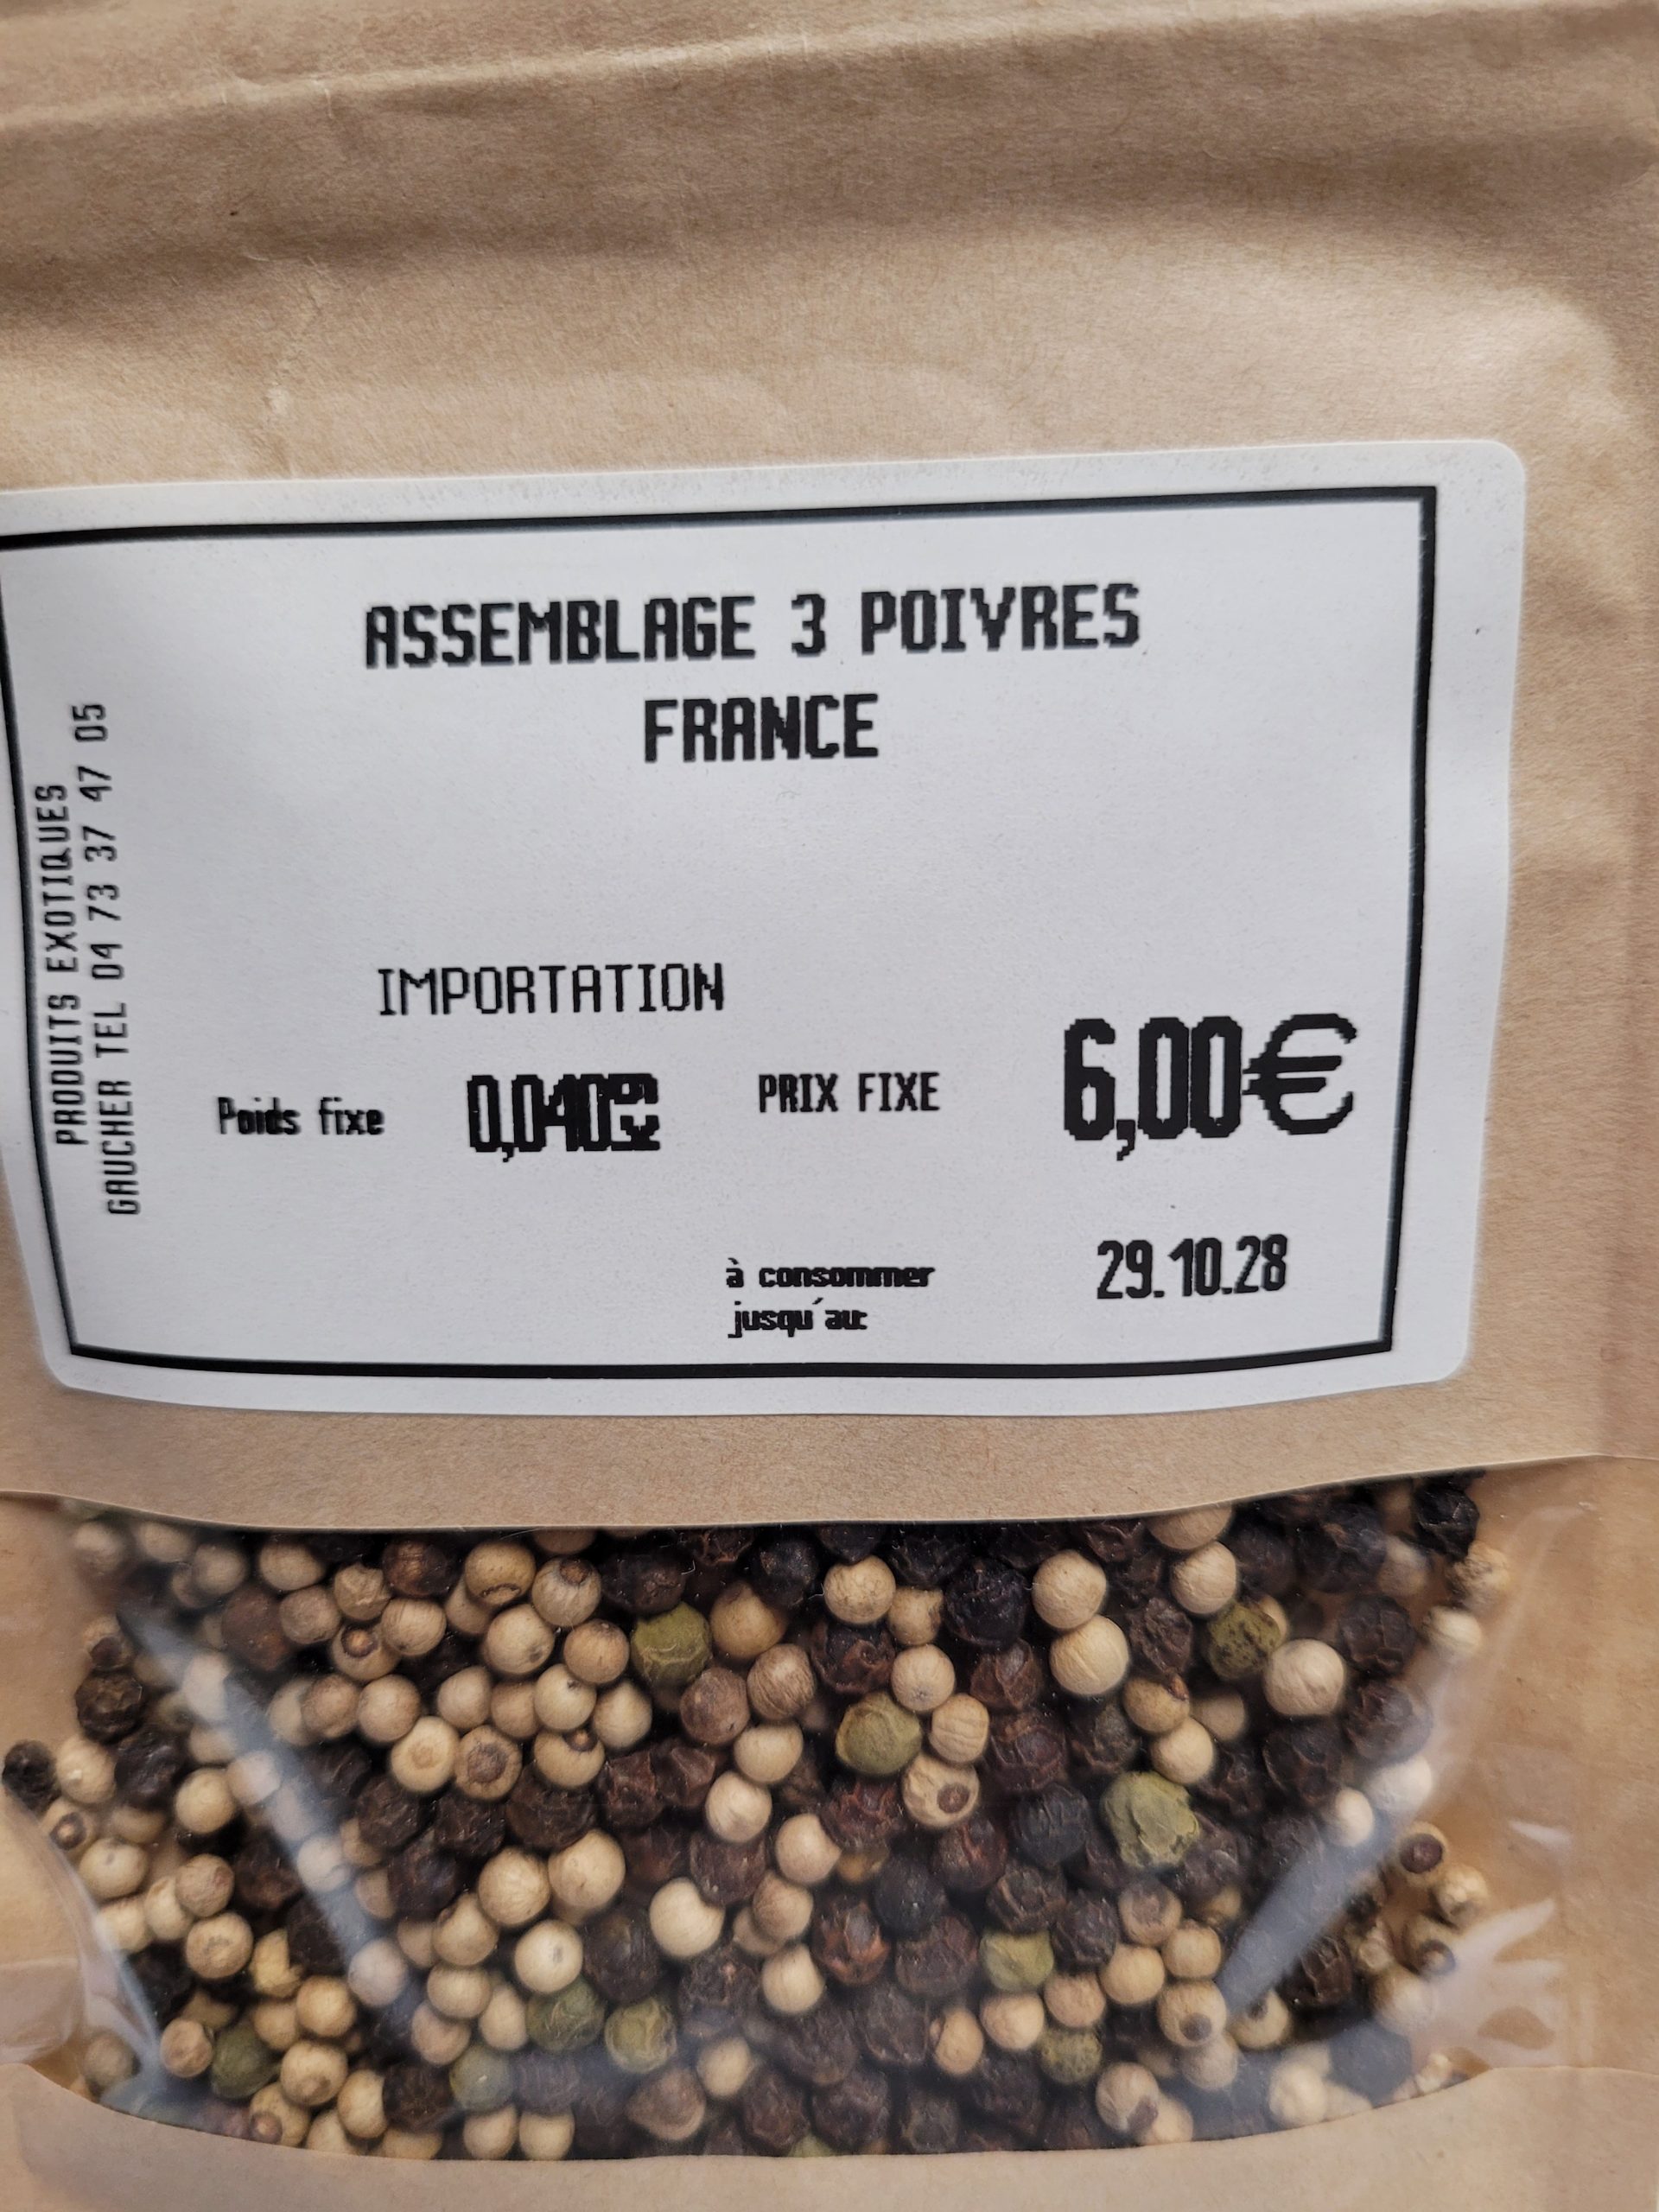 ASSEMBLAGE 3 POIVRES
FRANCE
PRODUITS EXOTIQUES
GAUCHER TEL 04 73 37 47 05
IMPORTATION
Poids fixe 0,040kg PRIX FIXE 6,00€
à consommer 29.10.28
jusqu'au: